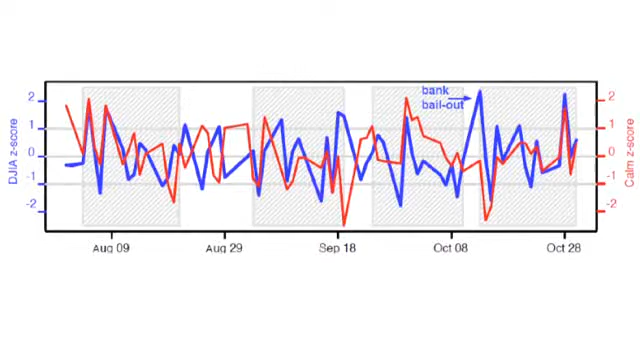 bank
bail-out
DJIA z-score
2
1
0
-1
-2
2
1
0
-1
-2
Calm z-score
Aug 09
Aug 29
Sep 18
Oct 08
Oct 28